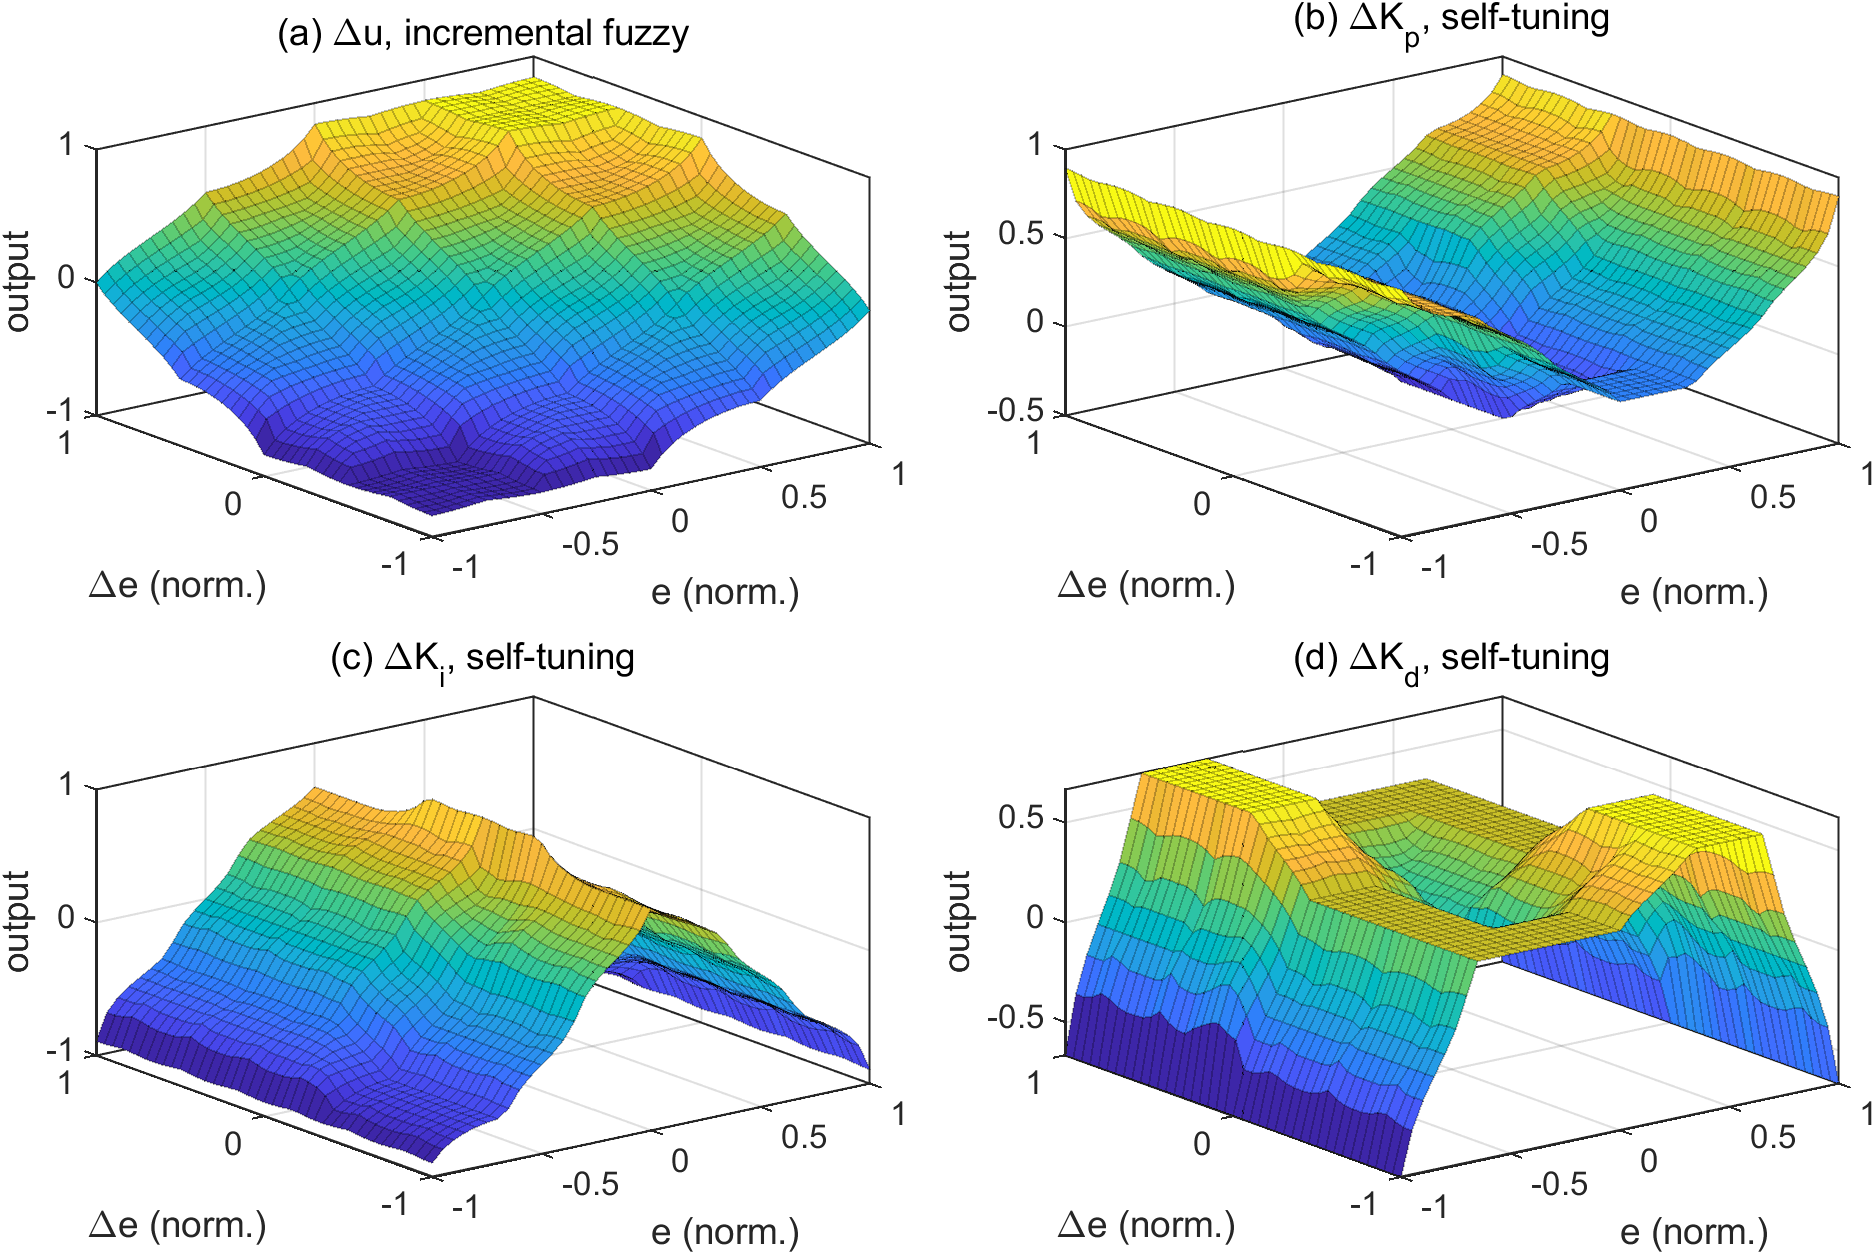 (a) Δu, incremental fuzzy
1
0
-1
output
1
0
-1
Δe (norm.)
-1
-0.5
0
0.5
1
e (norm.)
(b) ΔKp, self-tuning
1
0.5
0
-0.5
output
1
0
-1
Δe (norm.)
-1
-0.5
0
0.5
1
e (norm.)
(c) ΔKi, self-tuning
1
0
-1
output
1
0
-1
Δe (norm.)
-1
-0.5
0
0.5
1
e (norm.)
(d) ΔKd, self-tuning
0.5
0
-0.5
output
1
0
-1
Δe (norm.)
-1
-0.5
0
0.5
1
e (norm.)